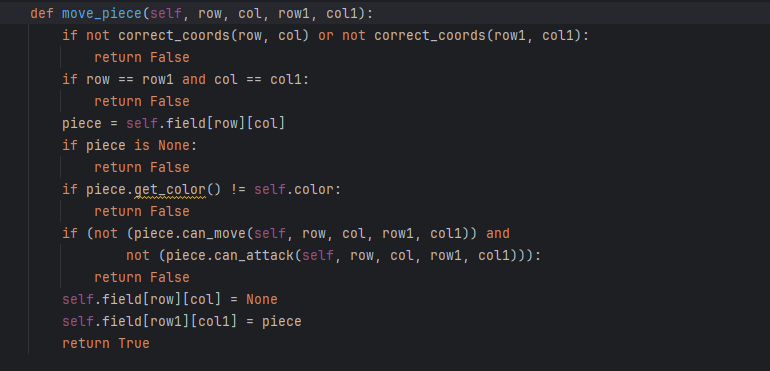 def move_piece(self, row, col, row1, col1):
    if not correct_coords(row, col) or not correct_coords(row1, col1):
        return False
    if row == row1 and col == col1:
        return False
    piece = self.field[row][col]
    if piece is None:
        return False
    if piece.get_color() != self.color:
        return False
    if (not (piece.can_move(self, row, col, row1, col1)) and
            not (piece.can_attack(self, row, col, row1, col1))):
        return False
    self.field[row][col] = None
    self.field[row1][col1] = piece
    return True